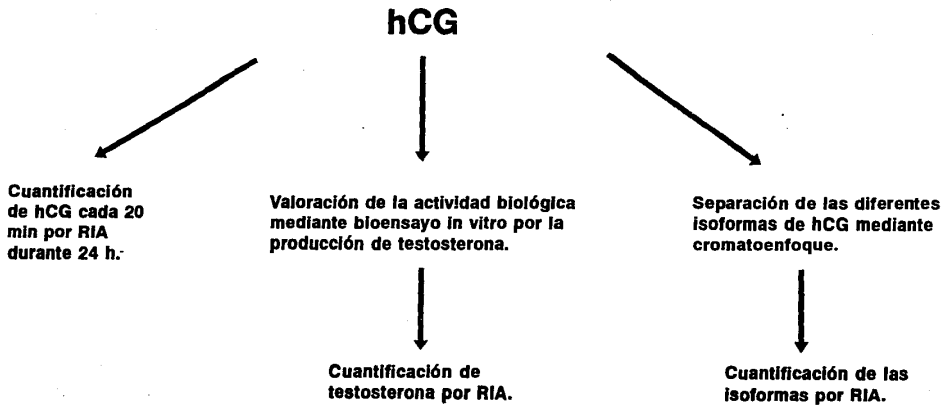 hCG
Cuantificación
de hCG cada 20
min por RIA
durante 24 h.
Valoración de la actividad biológica
mediante bioensayo in vitro por la
producción de testosterona.
Separación de las diferentes
isoformas de hCG mediante
cromatoenfoque.
Cuantificación de
testosterona por RIA.
Cuantificación de las
isoformas por RIA.